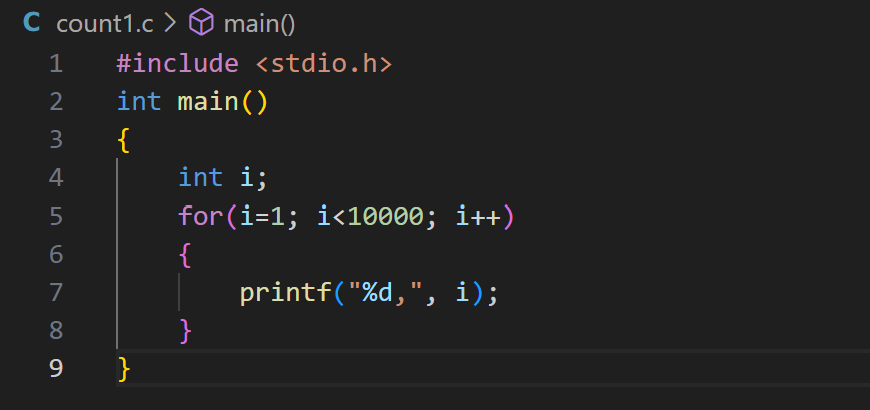 C count1.c > main()
1 #include <stdio.h>
2 int main()
3 {
4     int i;
5     for(i=1; i<10000; i++)
6     {
7         printf("%d,", i);
8     }
9 }